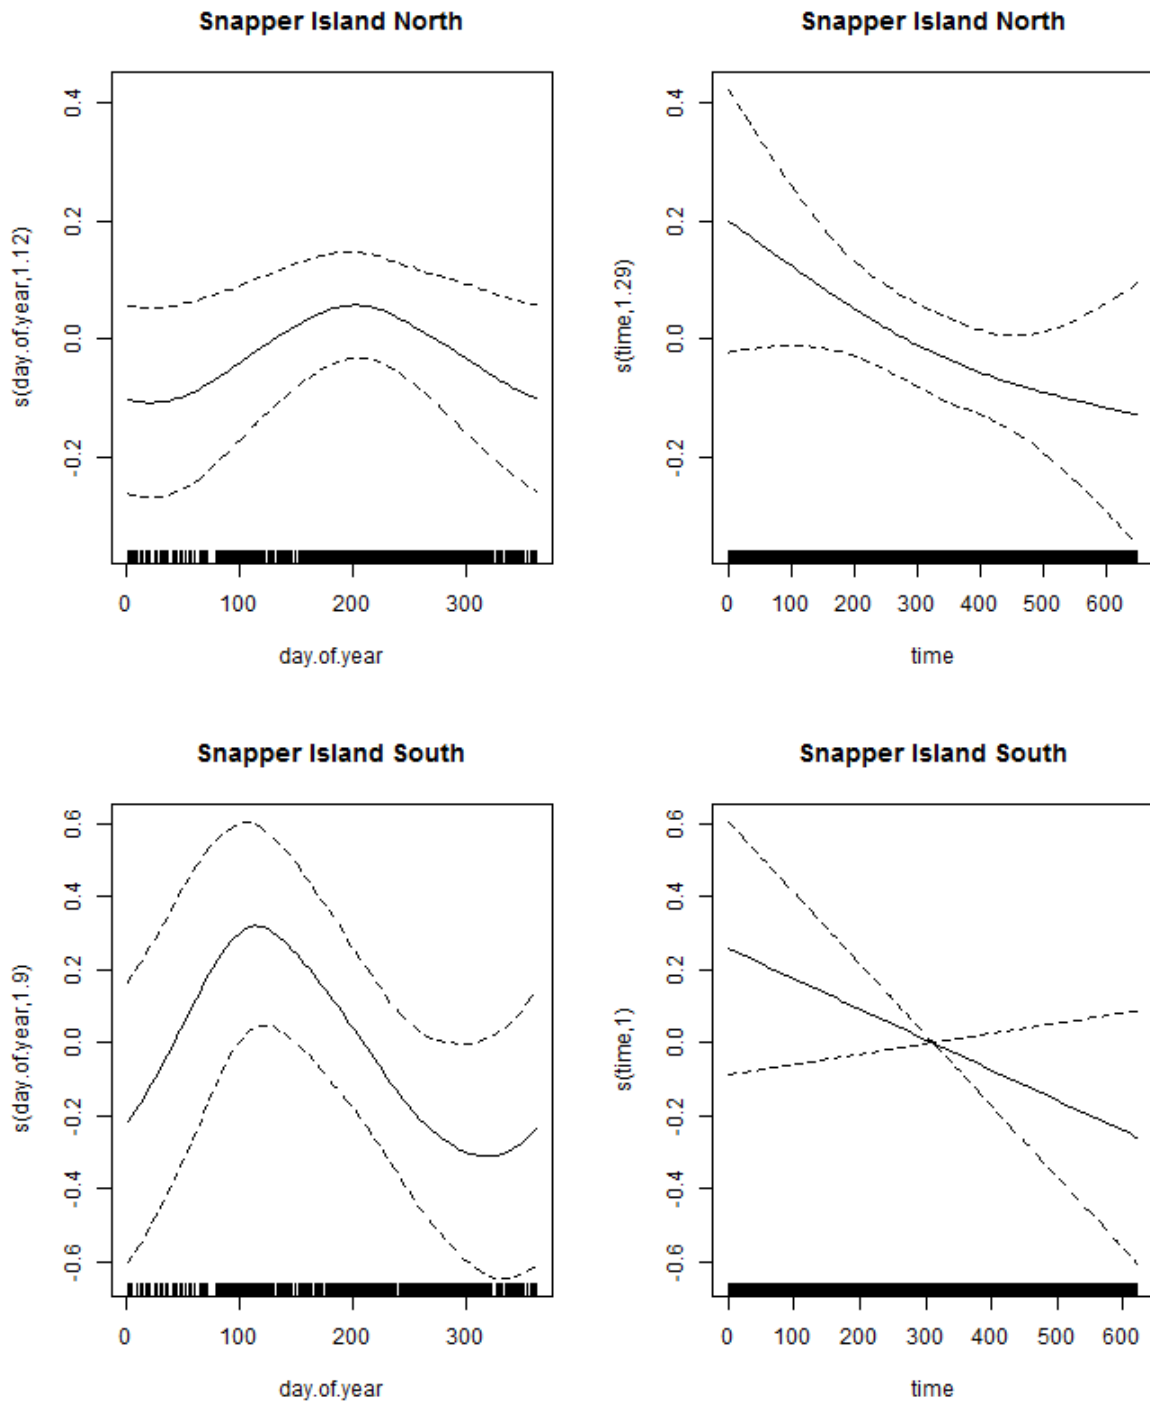 Snapper Island North
s(day.of.year,1.12)
0.4
0.2
0.0
-0.2
0 100 200 300
day.of.year
Snapper Island North
s(time,1.29)
0.4
0.2
0.0
-0.2
0 100 200 300 400 500 600
time
Snapper Island South
s(day.of.year,1.9)
0.6
0.4
0.2
0.0
-0.2
-0.4
-0.6
0 100 200 300
day.of.year
Snapper Island South
s(time,1)
0.6
0.4
0.2
0.0
-0.2
-0.4
-0.6
0 100 200 300 400 500 600
time